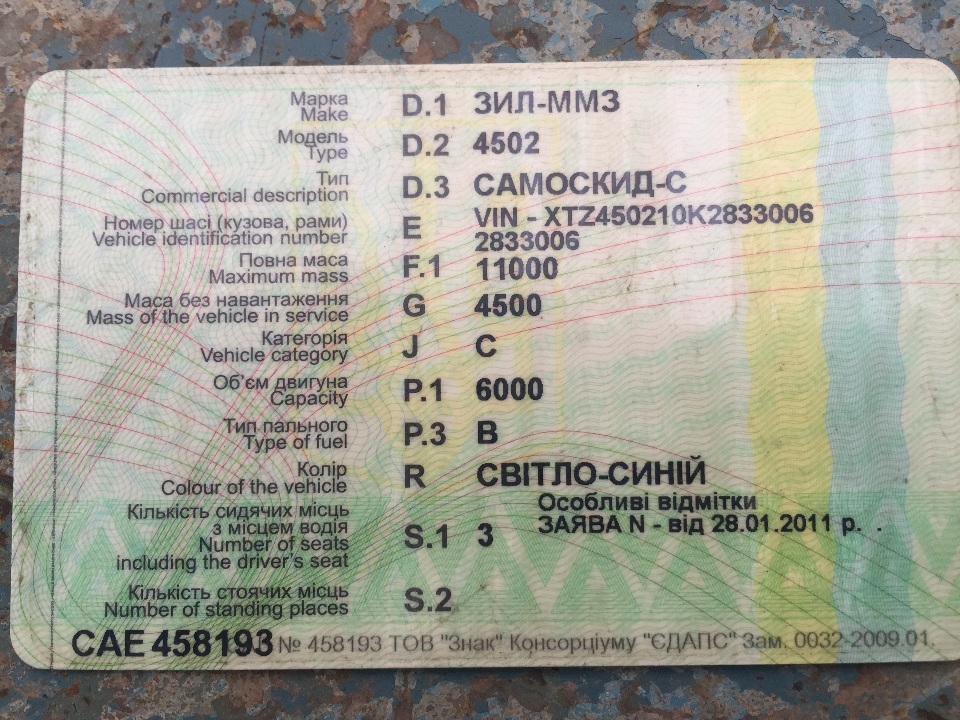 Марка
Make D.1 ЗИЛ-ММЗ
Модель
Type D.2 4502
Тип
Commercial description D.3 САМОСКИД-С
Номер шасі (кузова, рами)
Vehicle identification number E VIN - XTZ450210K2833006
2833006
Повна маса
Maximum mass F.1 11000
Маса без навантаження
Mass of the vehicle in service G 4500
Категорія
Vehicle category J C
Об'єм двигуна
Capacity P.1 6000
Тип пального
Type of fuel P.3 B
Колір
Colour of the vehicle R СВІТЛО-СИНІЙ
Особливі відмітки
ЗАЯВА N - від 28.01.2011 р. .
Кількість сидячих місць
з місцем водія
Number of seats
including the driver's seat S.1 3
Кількість стоячих місць
Number of standing places S.2
САЕ 458193 № 458193 ТОВ "Знак" Консорціуму "ЄДАПС" Зам. 0032-2009.01.